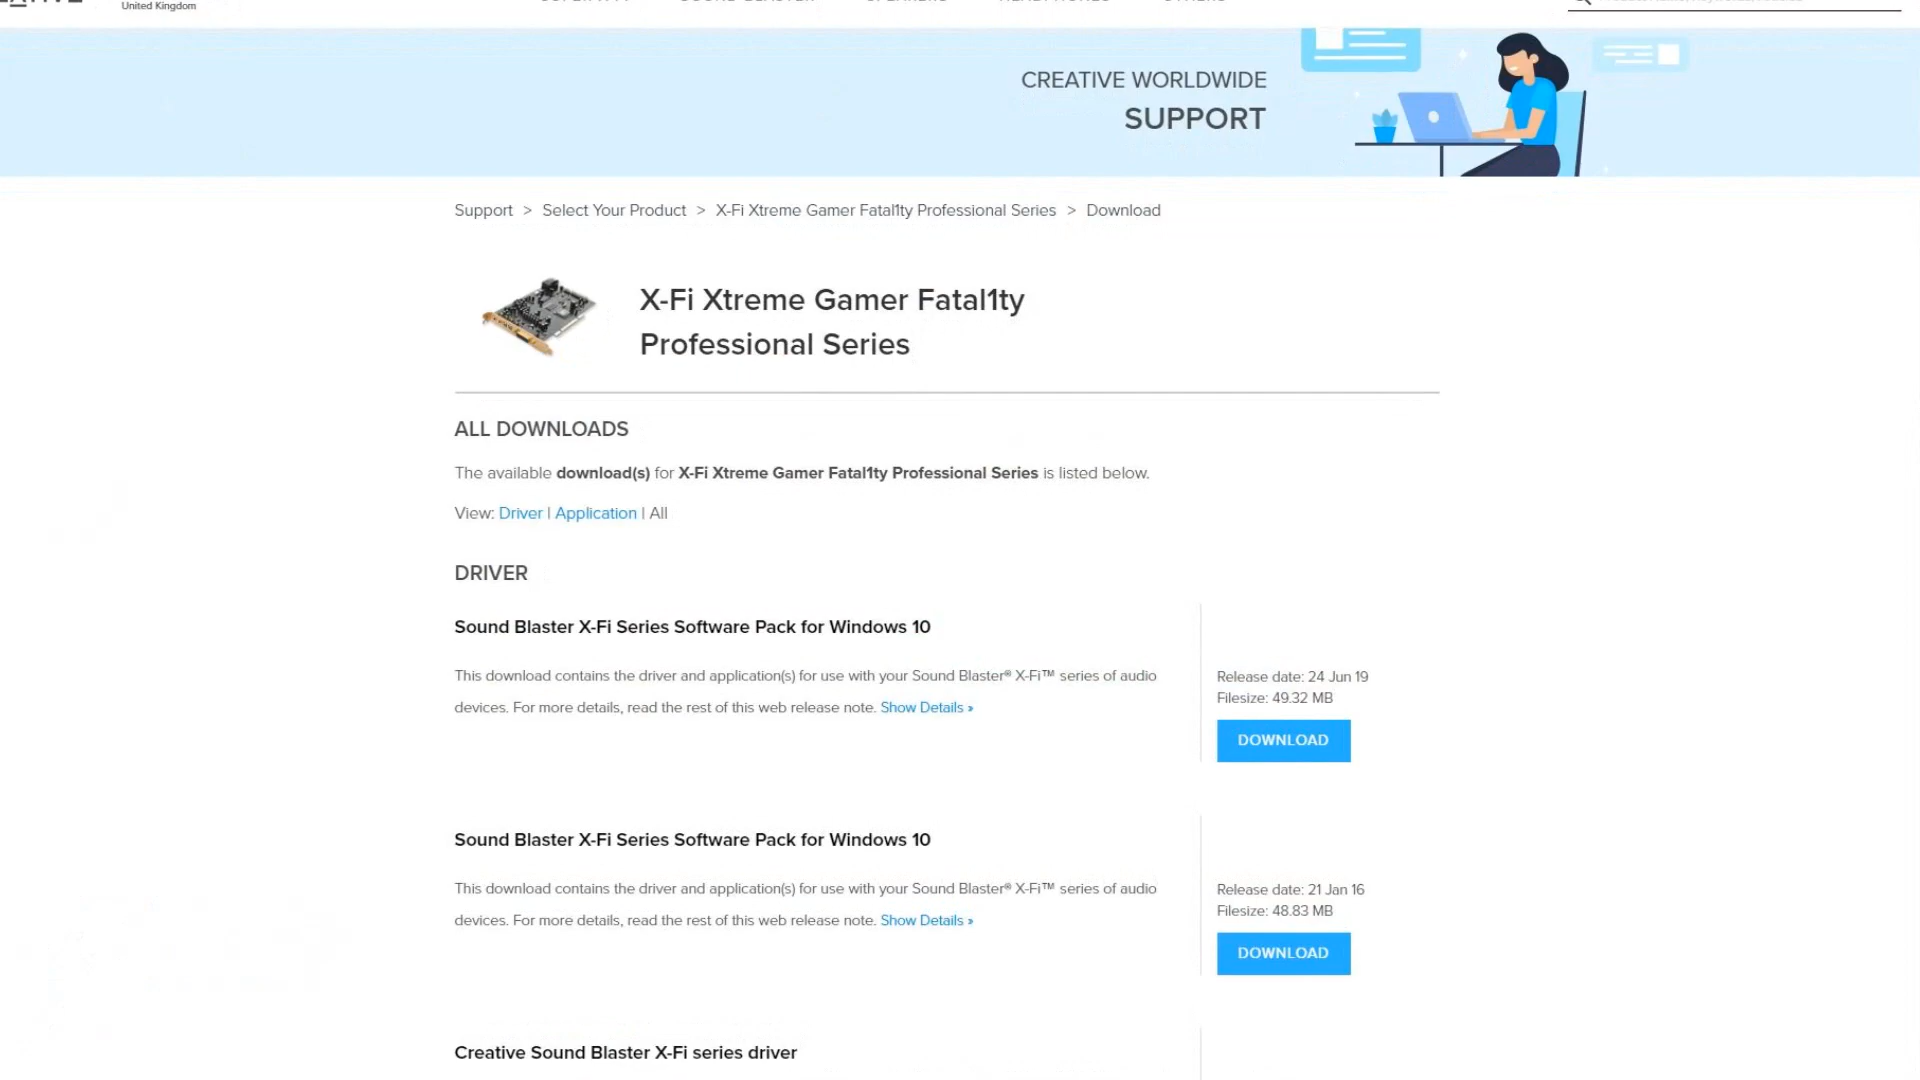 United Kingdom
CREATIVE WORLDWIDE
SUPPORT
Support > Select Your Product > X-Fi Xtreme Gamer Fatal1ty Professional Series > Download
X-Fi Xtreme Gamer Fatal1ty
Professional Series
ALL DOWNLOADS
The available download(s) for X-Fi Xtreme Gamer Fatal1ty Professional Series is listed below.
View: Driver | Application | All
DRIVER
Sound Blaster X-Fi Series Software Pack for Windows 10
This download contains the driver and application(s) for use with your Sound Blaster® X-Fi™ series of audio
devices. For more details, read the rest of this web release note. Show Details »
Release date: 24 Jun 19
Filesize: 49.32 MB
DOWNLOAD
Sound Blaster X-Fi Series Software Pack for Windows 10
This download contains the driver and application(s) for use with your Sound Blaster® X-Fi™ series of audio
devices. For more details, read the rest of this web release note. Show Details »
Release date: 21 Jan 16
Filesize: 48.83 MB
DOWNLOAD
Creative Sound Blaster X-Fi series driver